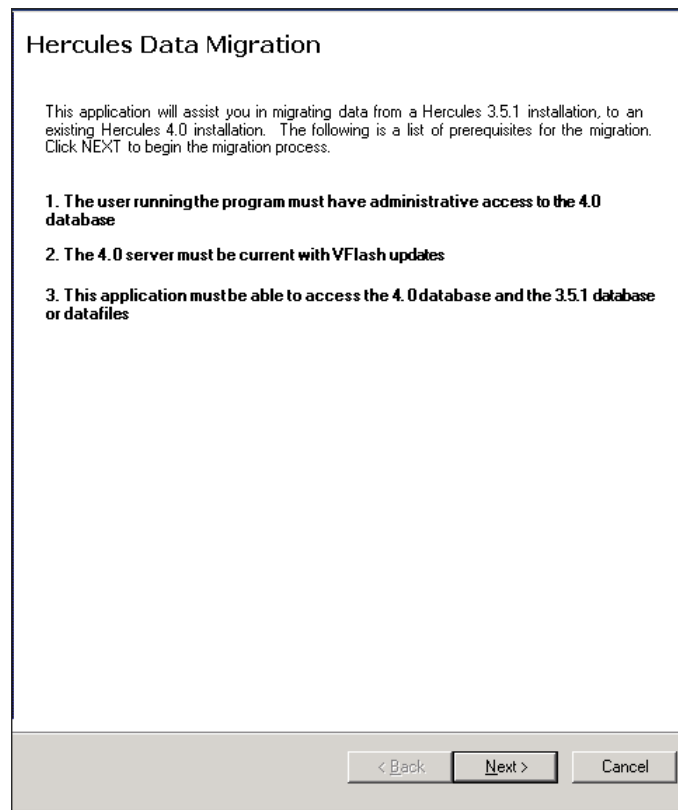 Hercules Data Migration
This application will assist you in migrating data from a Hercules 3.5.1 installation, to an
existing Hercules 4.0 installation. The following is a list of prerequisites for the migration.
Click NEXT to begin the migration process.
1. The user running the program must have administrative access to the 4.0
database
2. The 4.0 server must be current with VFlash updates
3. This application must be able to access the 4.0 database and the 3.5.1 database
or datafiles
< Back
Next >
Cancel